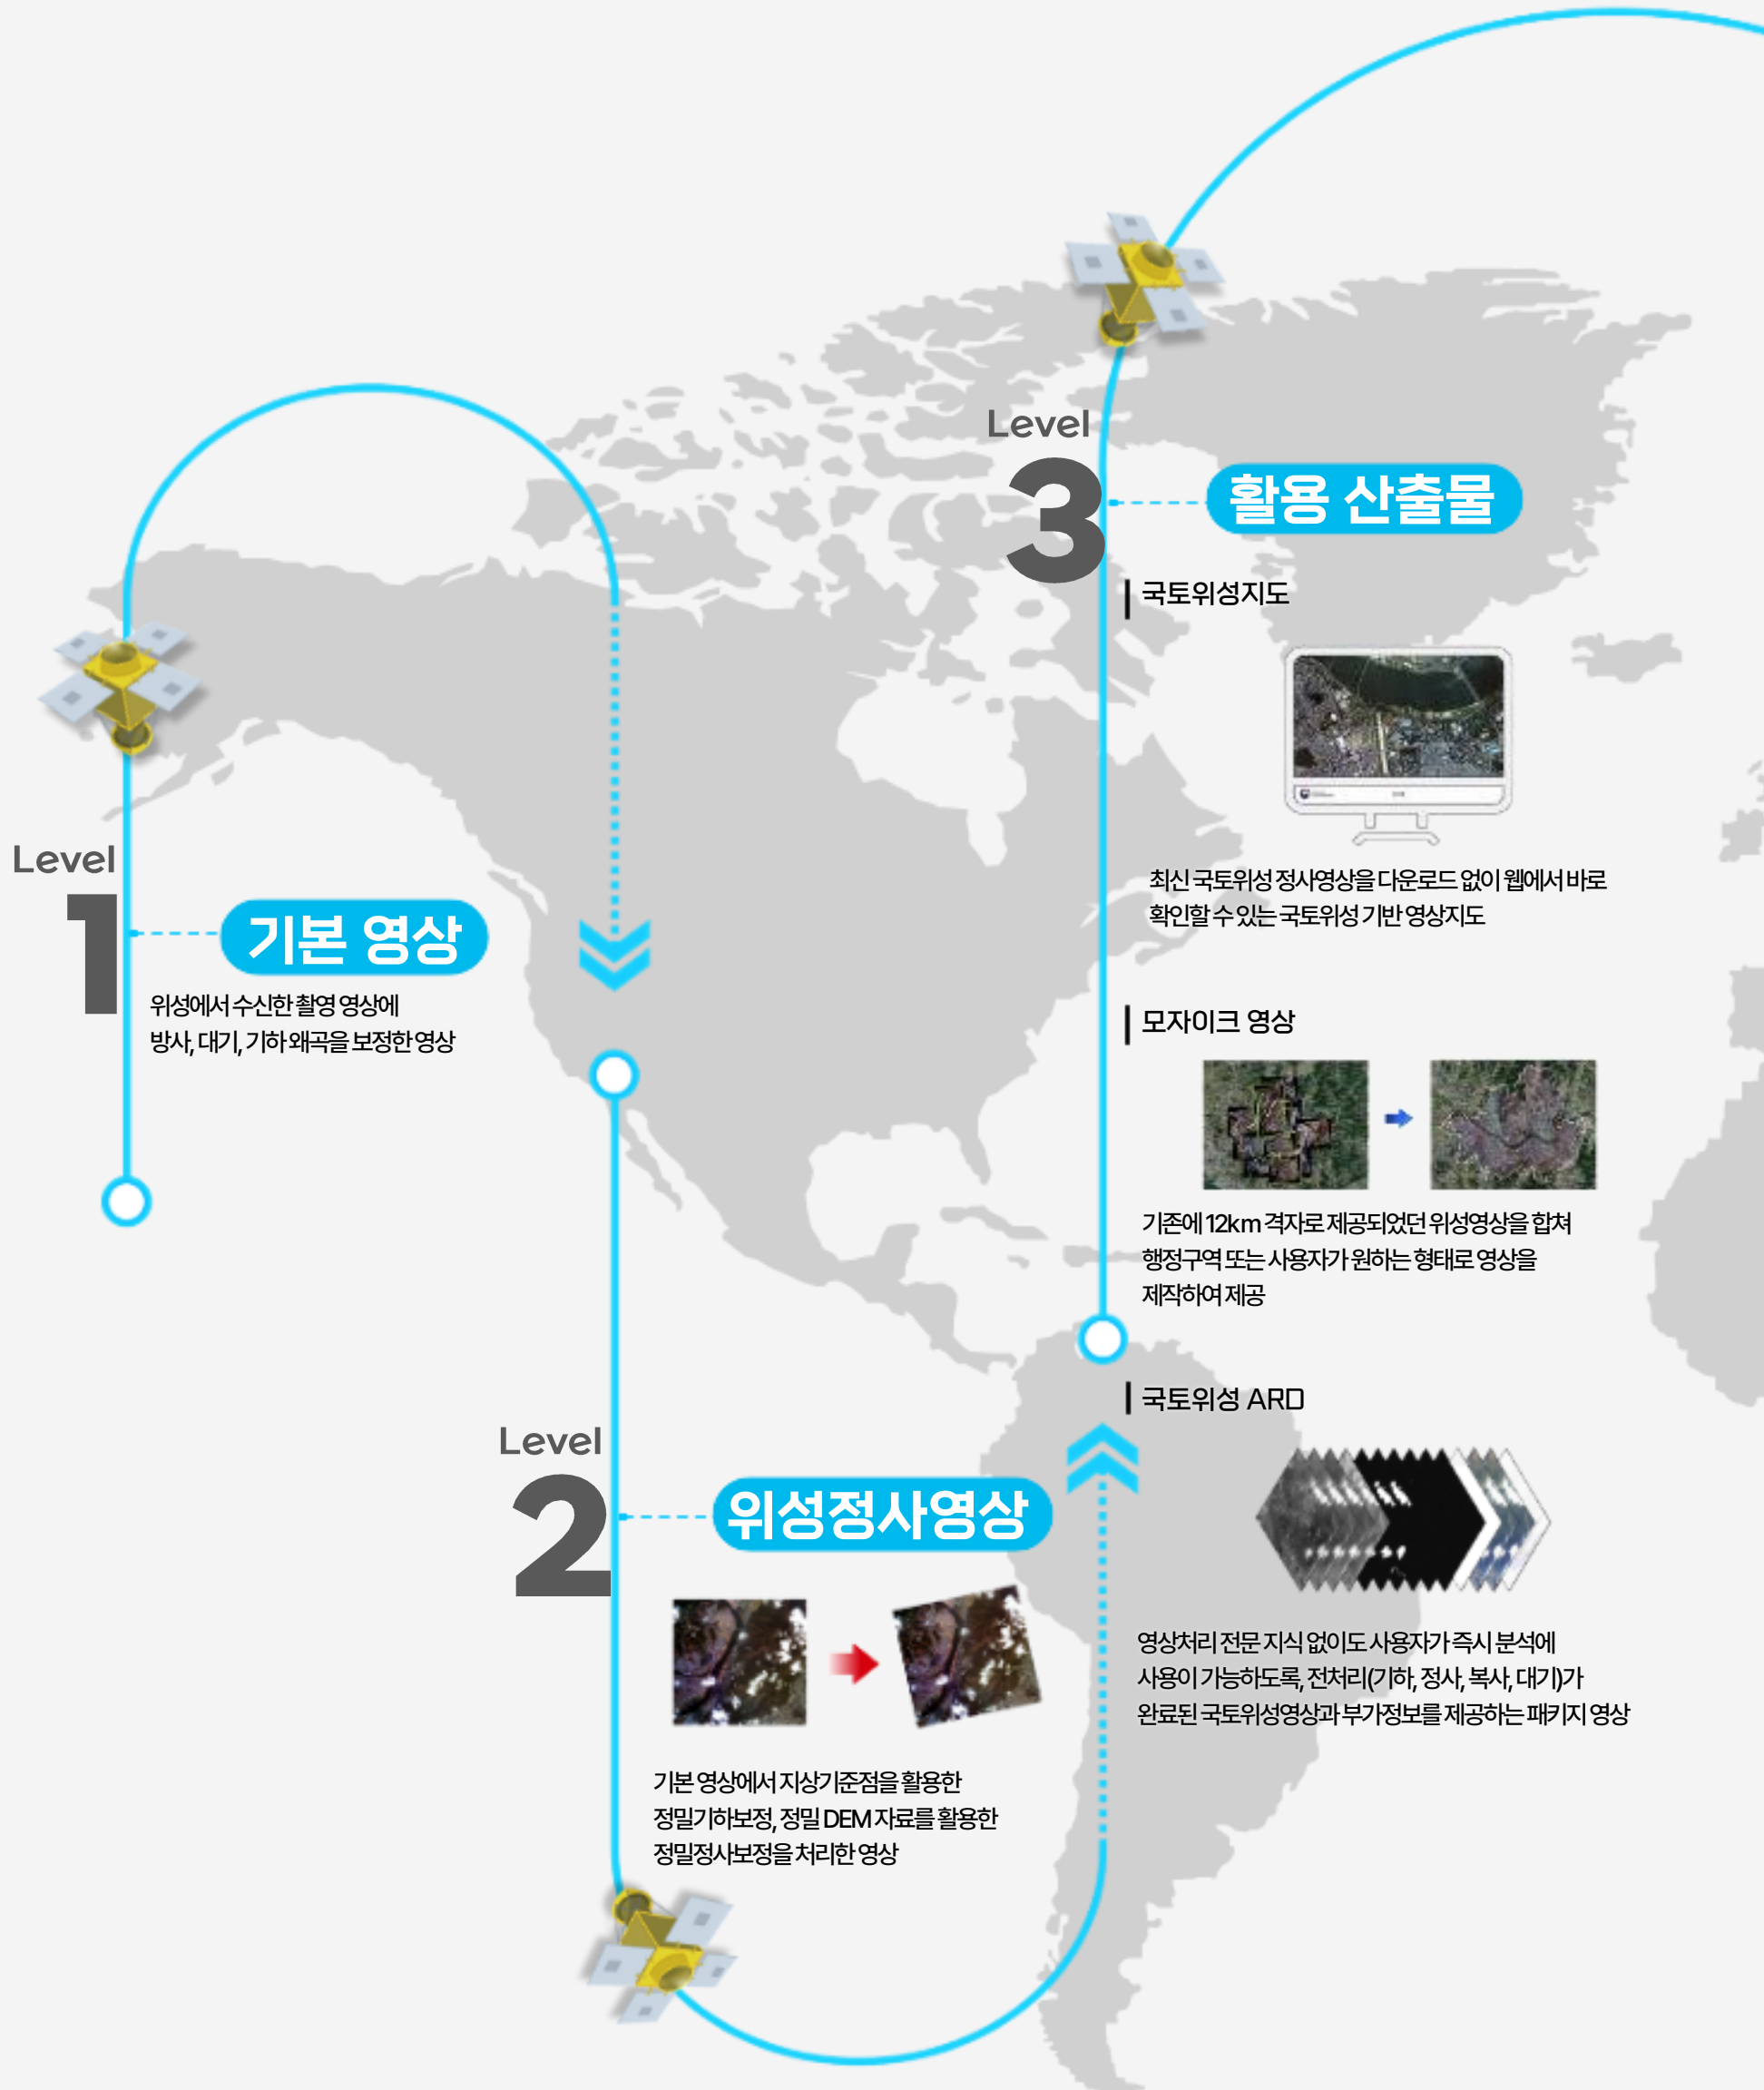 Level
1
기본 영상
위성에서 수신한 촬영 영상에
방사, 대기, 기하 왜곡을 보정한 영상
Level
2
위성정사영상
기본 영상에서 지상기준점을 활용한
정밀기하보정, 정밀 DEM 자료를 활용한
정밀정사보정을 처리한 영상
Level
3
활용 산출물
국토위성지도
최신 국토위성 정사영상을 다운로드 없이 웹에서 바로
확인할 수 있는 국토위성 기반 영상지도
모자이크 영상
기존에 12km 격자로 제공되었던 위성영상을 합쳐
행정구역 또는 사용자가 원하는 형태로 영상을
제작하여 제공
국토위성 ARD
영상처리 전문 지식 없이도 사용자가 즉시 분석에
사용이 가능하도록, 전처리(기하, 정사, 복사, 대기)가
완료된 국토위성영상과 부가정보를 제공하는 패키지 영상